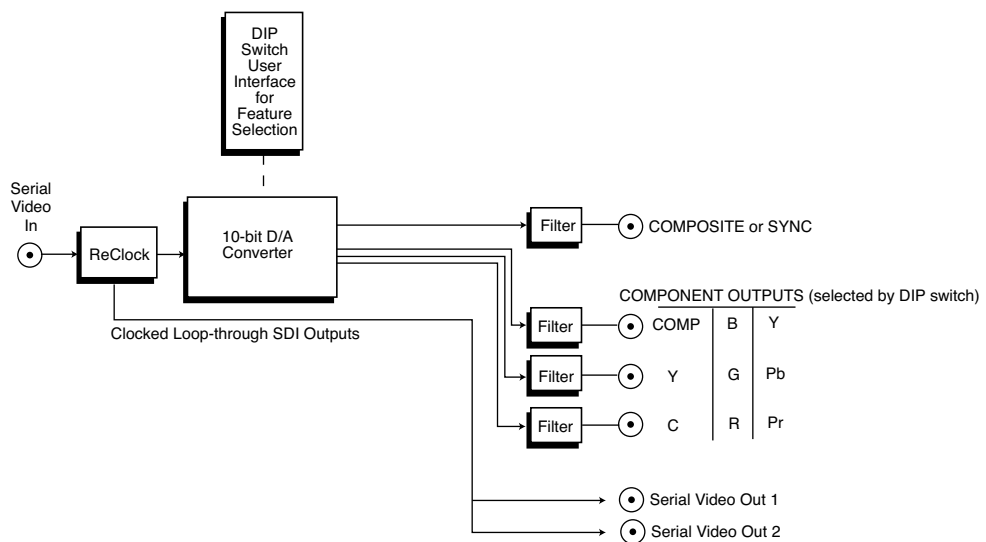 DIP
Switch
User
Interface
for
Feature
Selection
Serial
Video
In
ReClock
10-bit D/A
Converter
Filter
COMPOSITE or SYNC
Clocked Loop-through SDI Outputs
COMPONENT OUTPUTS (selected by DIP switch)
Filter COMP B Y
Filter Y G Pb
Filter C R Pr
Serial Video Out 1
Serial Video Out 2